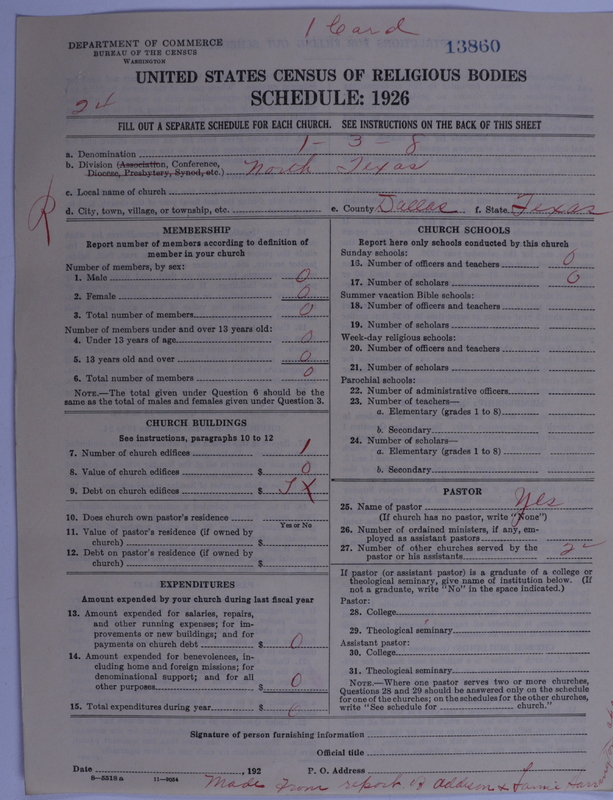 1 Card
DEPARTMENT OF COMMERCE
BUREAU OF THE CENSUS
WASHINGTON
13860
UNITED STATES CENSUS OF RELIGIOUS BODIES
SCHEDULE: 1926
24
FILL OUT A SEPARATE SCHEDULE FOR EACH CHURCH. SEE INSTRUCTIONS ON THE BACK OF THIS SHEET
a. Denomination 1-3-8
b. Division (Association, Conference, Diocese, Presbytery, Synod, etc.) North Texas
c. Local name of church
d. City, town, village, or township, etc. e. County Dallas f. State Texas
R
MEMBERSHIP
Report number of members according to definition of
member in your church
Number of members, by sex:
1. Male 0
2. Female 0
3. Total number of members 0
Number of members under and over 13 years old:
4. Under 13 years of age 0
5. 13 years old and over 0
6. Total number of members 0
NOTE.—The total given under Question 6 should be
same as the total of males and females given under Question 3.
CHURCH BUILDINGS
See instructions, paragraphs 10 to 12
7. Number of church edifices 1
8. Value of church edifices $ 0
9. Debt on church edifices $
10. Does church own pastor's residence
Yes or No
11. Value of pastor's residence (if owned by
church) $
12. Debt on pastor's residence (if owned by
church) $
EXPENDITURES
Amount expended by your church during last fiscal year
13. Amount expended for salaries, repairs,
and other running expenses; for im-
provements or new buildings; and for
payments on church debt $ 0
14. Amount expended for benevolences, in-
cluding home and foreign missions; for
denominational support; and for all
other purposes $ 0
15. Total expenditures during year $ 0
CHURCH SCHOOLS
Report here only schools conducted by this church
Sunday schools:
16. Number of officers and teachers 0
17. Number of scholars 0
Summer vacation Bible schools:
18. Number of officers and teachers
19. Number of scholars
Week-day religious schools:
20. Number of officers and teachers
21. Number of scholars
Parochial schools:
22. Number of administrative officers
23. Number of teachers—
a. Elementary (grades 1 to 8)
b. Secondary
24. Number of scholars—
a. Elementary (grades 1 to 8)
b. Secondary
PASTOR
25. Name of pastor Yes
(If church has no pastor, write "None")
26. Number of ordained ministers, if any, em-
ployed as assistant pastors
27. Number of other churches served by the
pastor or his assistants 2
If pastor (or assistant pastor) is a graduate of a college or
theological seminary, give name of institution below. (If
not a graduate, write "No" in the space indicated.)
Pastor:
28. College
29. Theological seminary
Assistant pastor:
30. College
31. Theological seminary
NOTE.—Where one pastor serves two or more churches,
Questions 28 and 29 should be answered only on the schedule
for one of the churches; on the schedules for the other churches,
write "See schedule for church."
Signature of person furnishing information
Official title
Date , 192 P. O. Address
8-5518a 11-9054
Made from report of Addison &